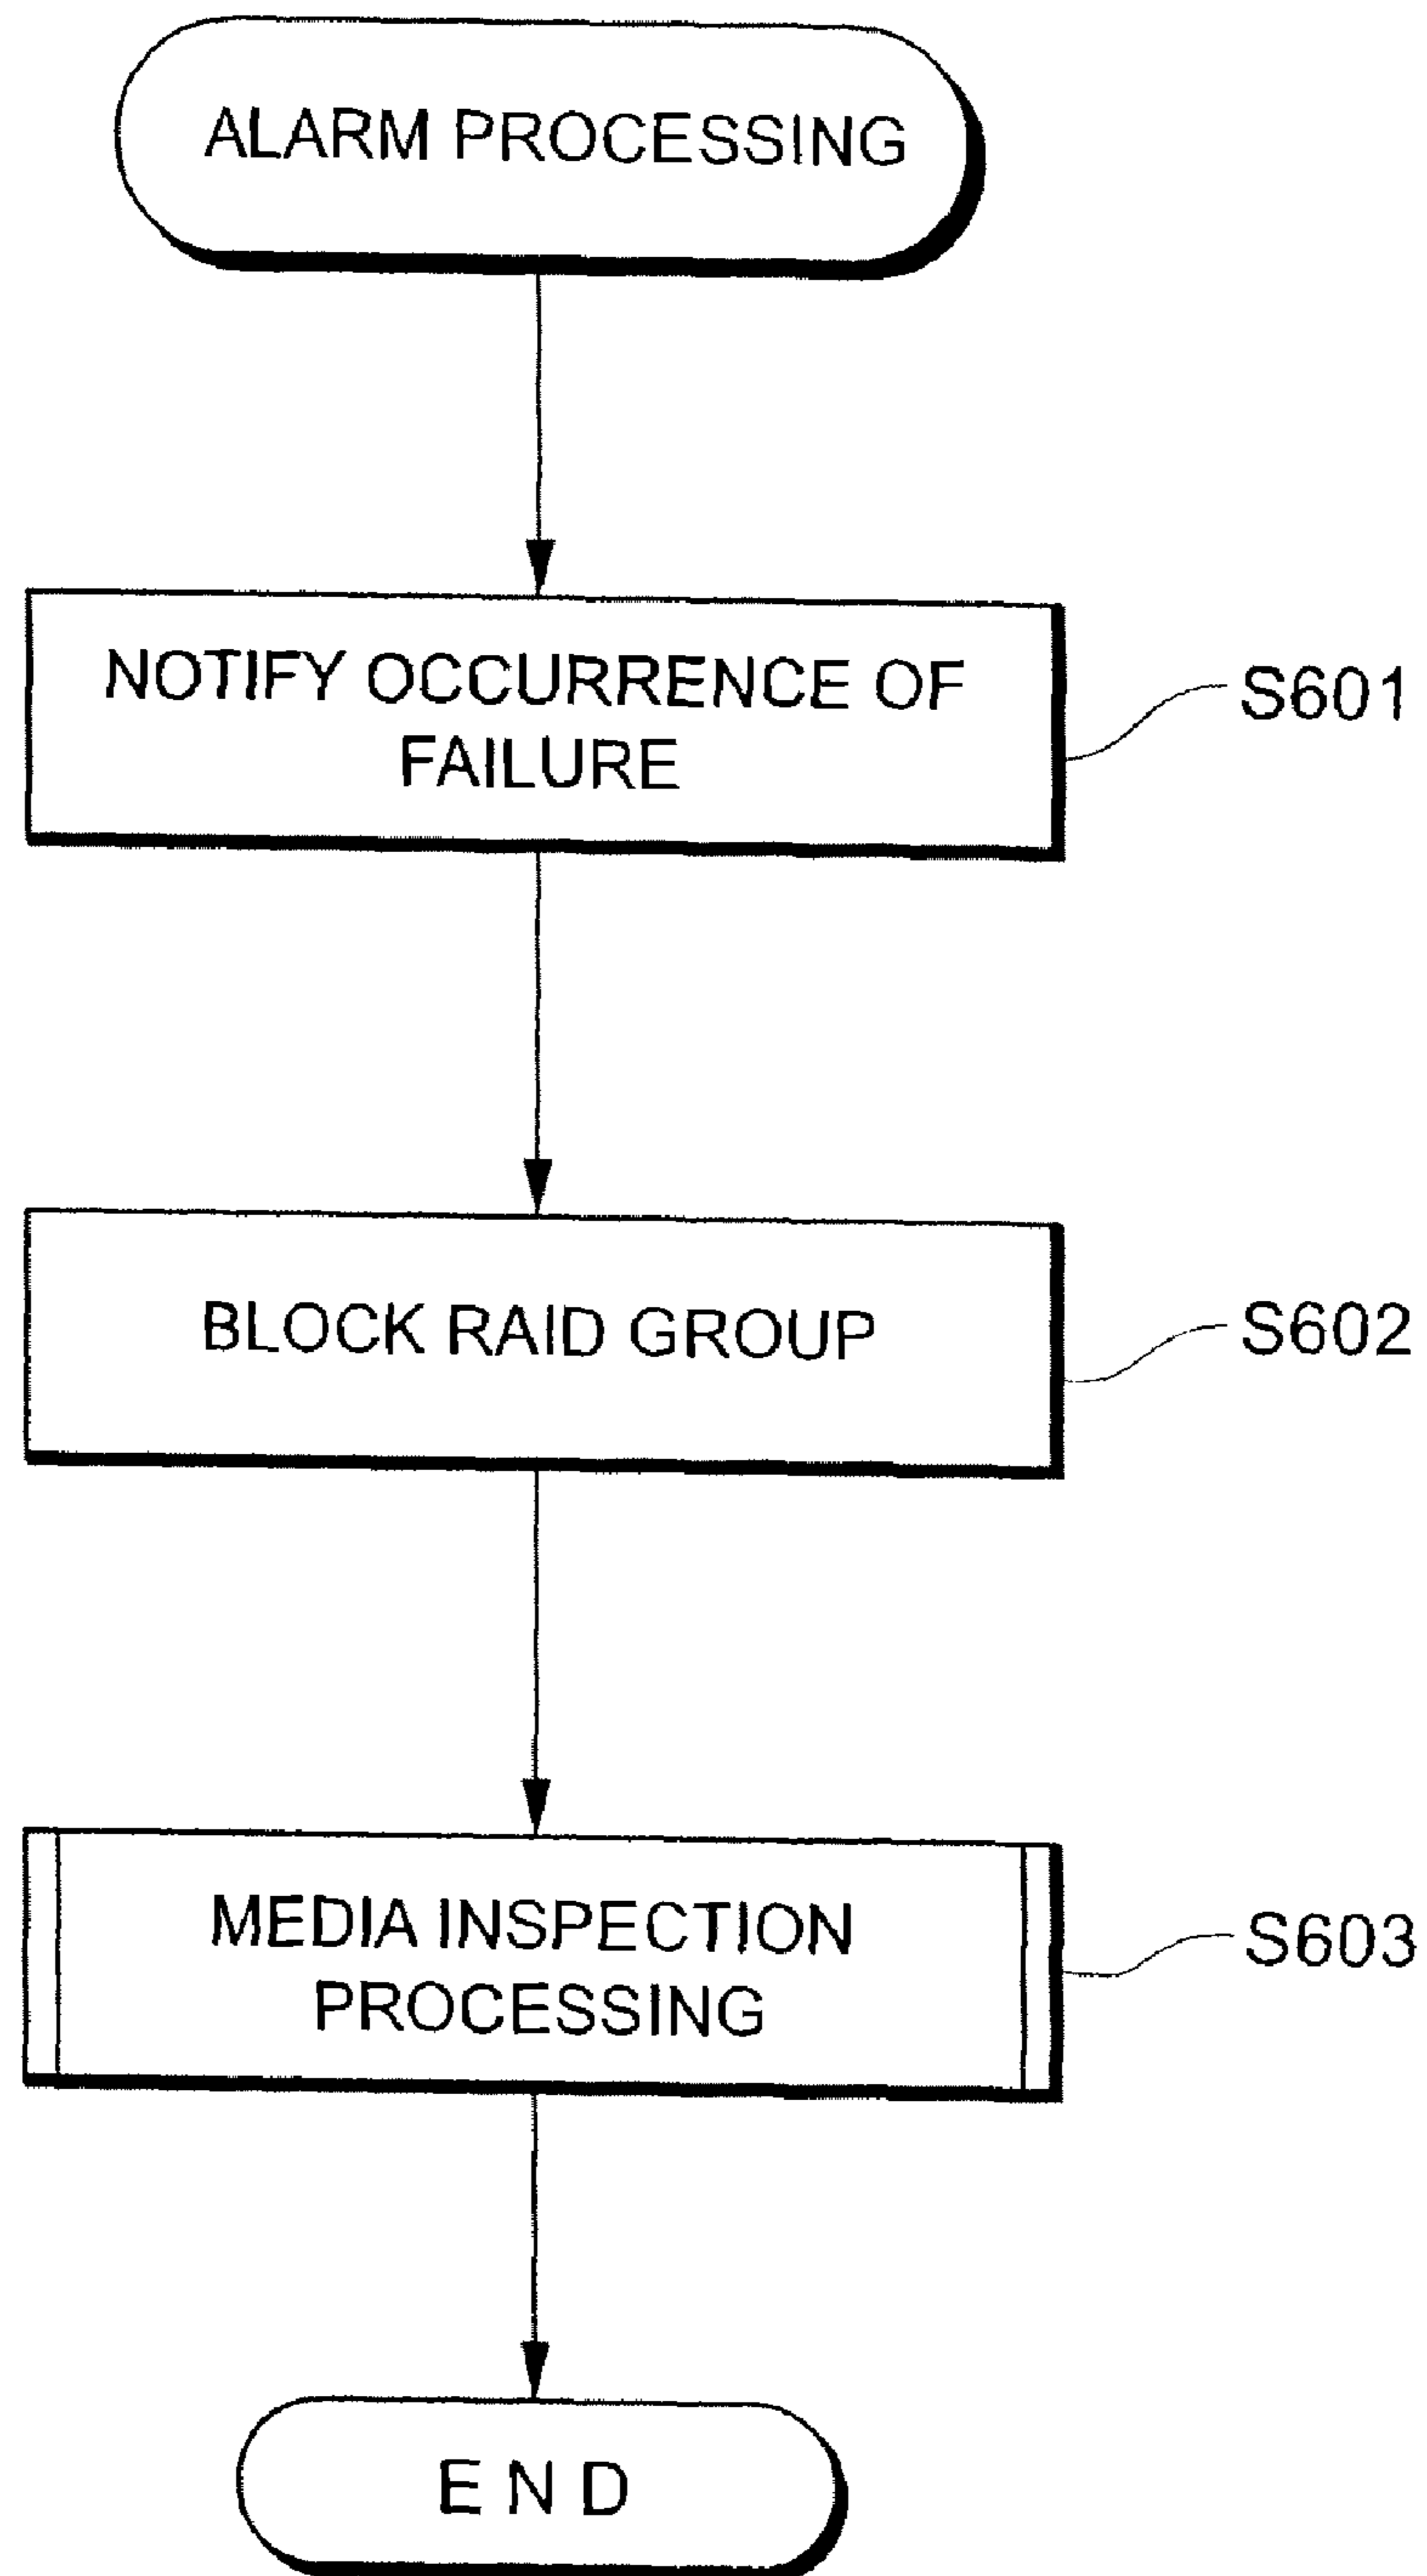 ALARM PROCESSING
NOTIFY OCCURRENCE OF
FAILURE
S601
BLOCK RAID GROUP
S602
MEDIA INSPECTION
PROCESSING
S603
END